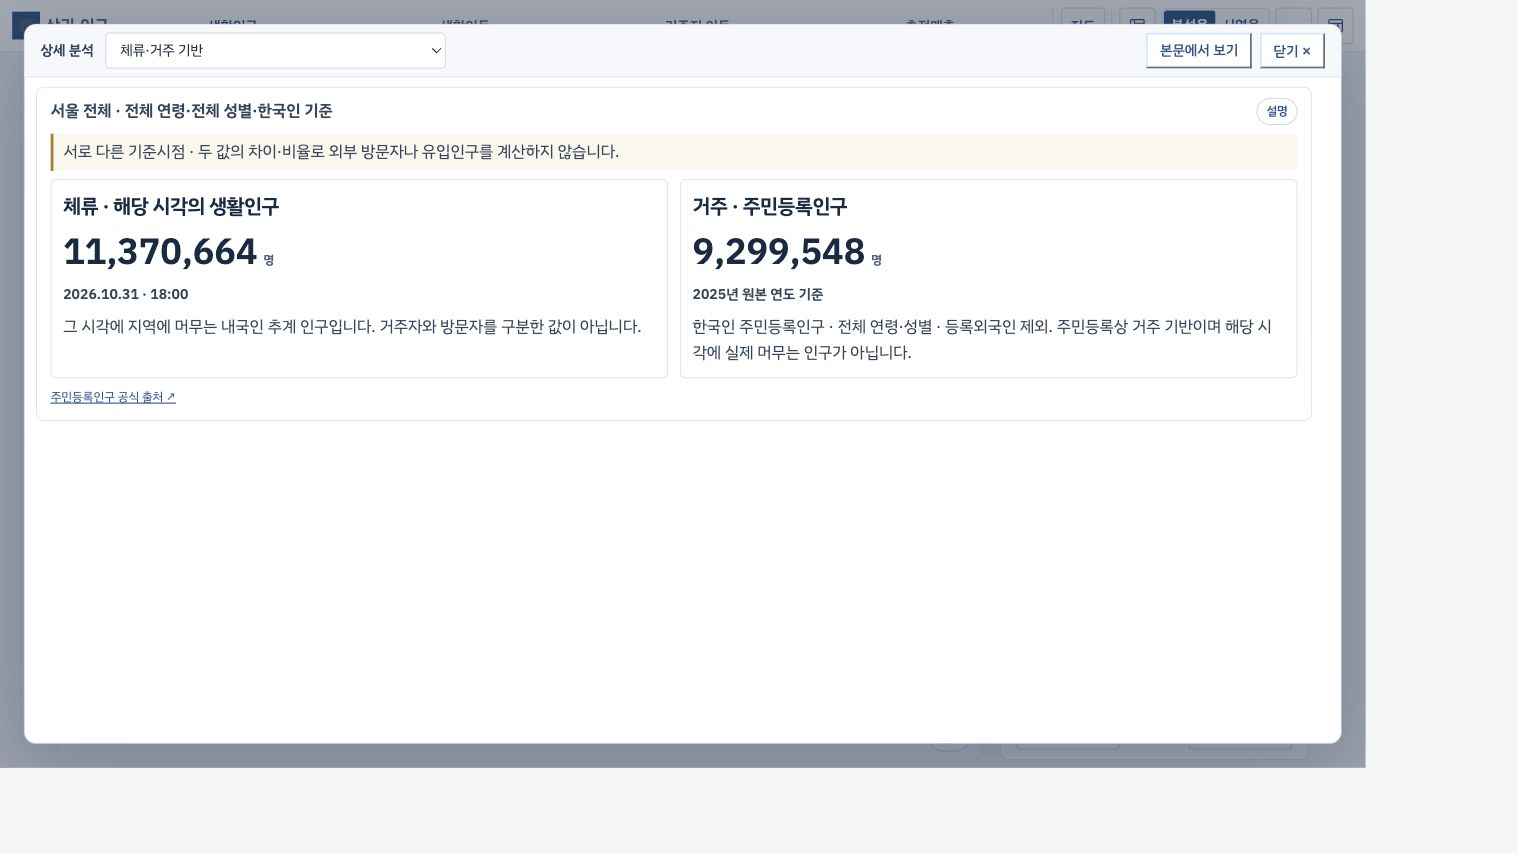 상세 분석
체류·거주 기반
본문에서 보기
닫기 ×
서울 전체 · 전체 연령·전체 성별·한국인 기준
설명
서로 다른 기준시점 · 두 값의 차이·비율로 외부 방문자나 유입인구를 계산하지 않습니다.
체류 · 해당 시각의 생활인구
11,370,664 명
2026.10.31 · 18:00
그 시각에 지역에 머무는 내국인 추계 인구입니다. 거주자와 방문자를 구분한 값이 아닙니다.
거주 · 주민등록인구
9,299,548 명
2025년 원본 연도 기준
한국인 주민등록인구 · 전체 연령·성별 · 등록외국인 제외. 주민등록상 거주 기반이며 해당 시
각에 실제 머무는 인구가 아닙니다.
주민등록인구 공식 출처 ↗